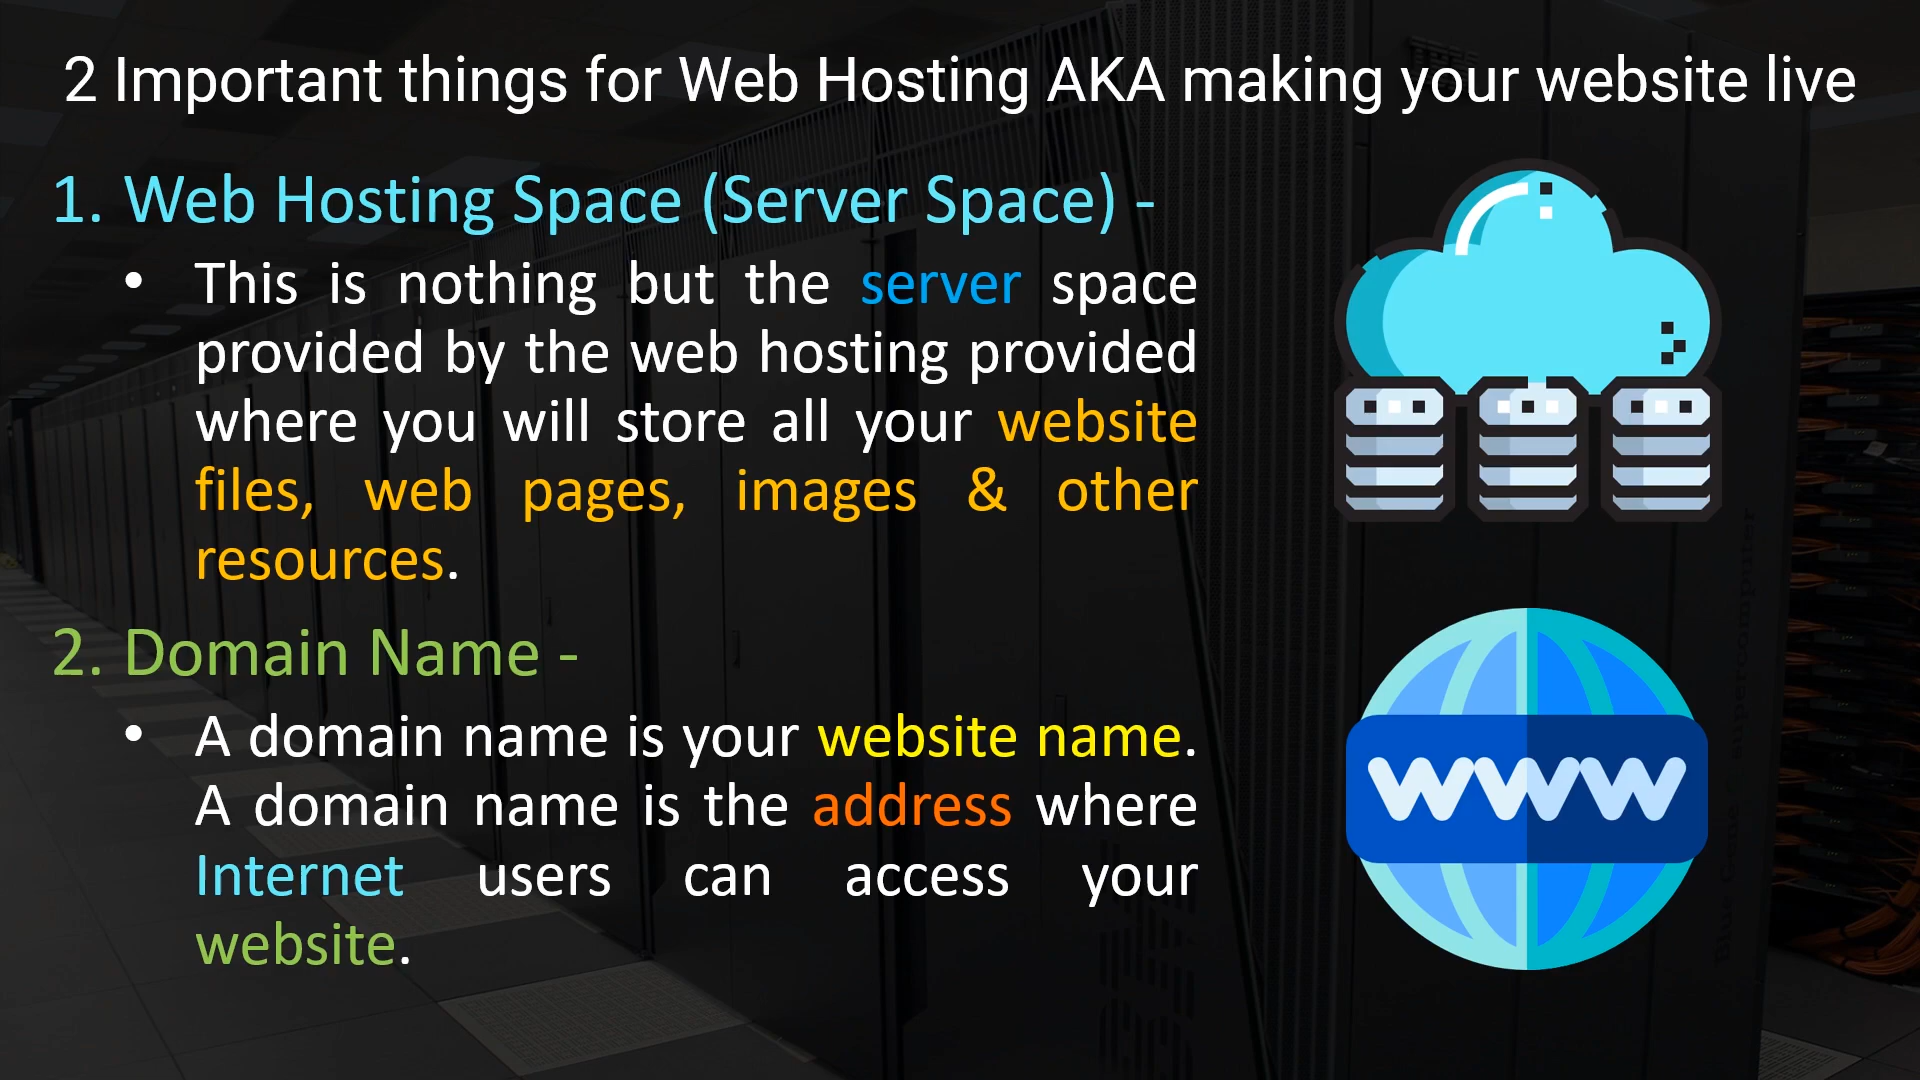 2 Important things for Web Hosting AKA making your website live
1. Web Hosting Space (Server Space) -
• This is nothing but the server space
provided by the web hosting provided
where you will store all your website
files, web pages, images & other
resources.
2. Domain Name -
• A domain name is your website name.
A domain name is the address where
Internet users can access your
website.
www